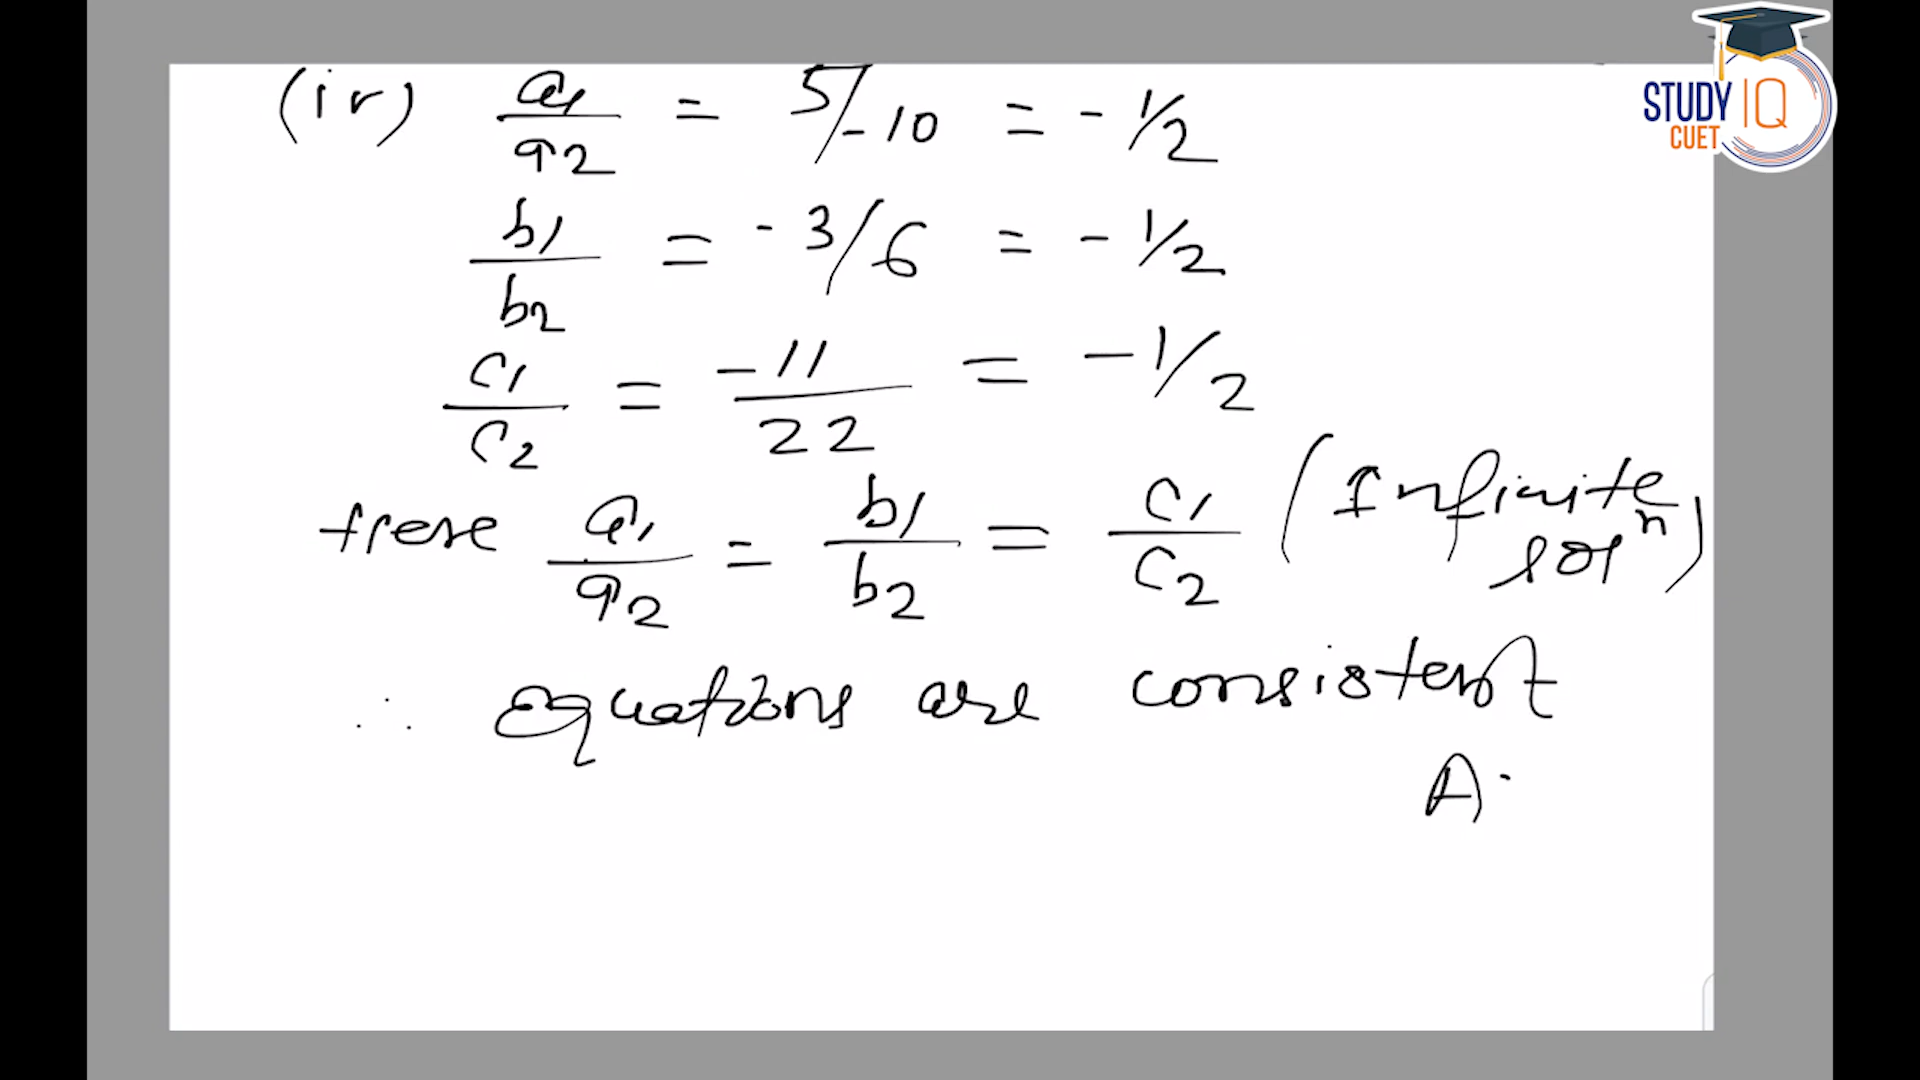 STUDY IQ
CUET
(iv) a1/a2 = 5/-10 = -1/2
b1/b2 = -3/6 = -1/2
c1/c2 = -11/22 = -1/2
Here a1/a2 = b1/b2 = c1/c2 (Infinite solⁿ)
∴ Equations are consistent
A.